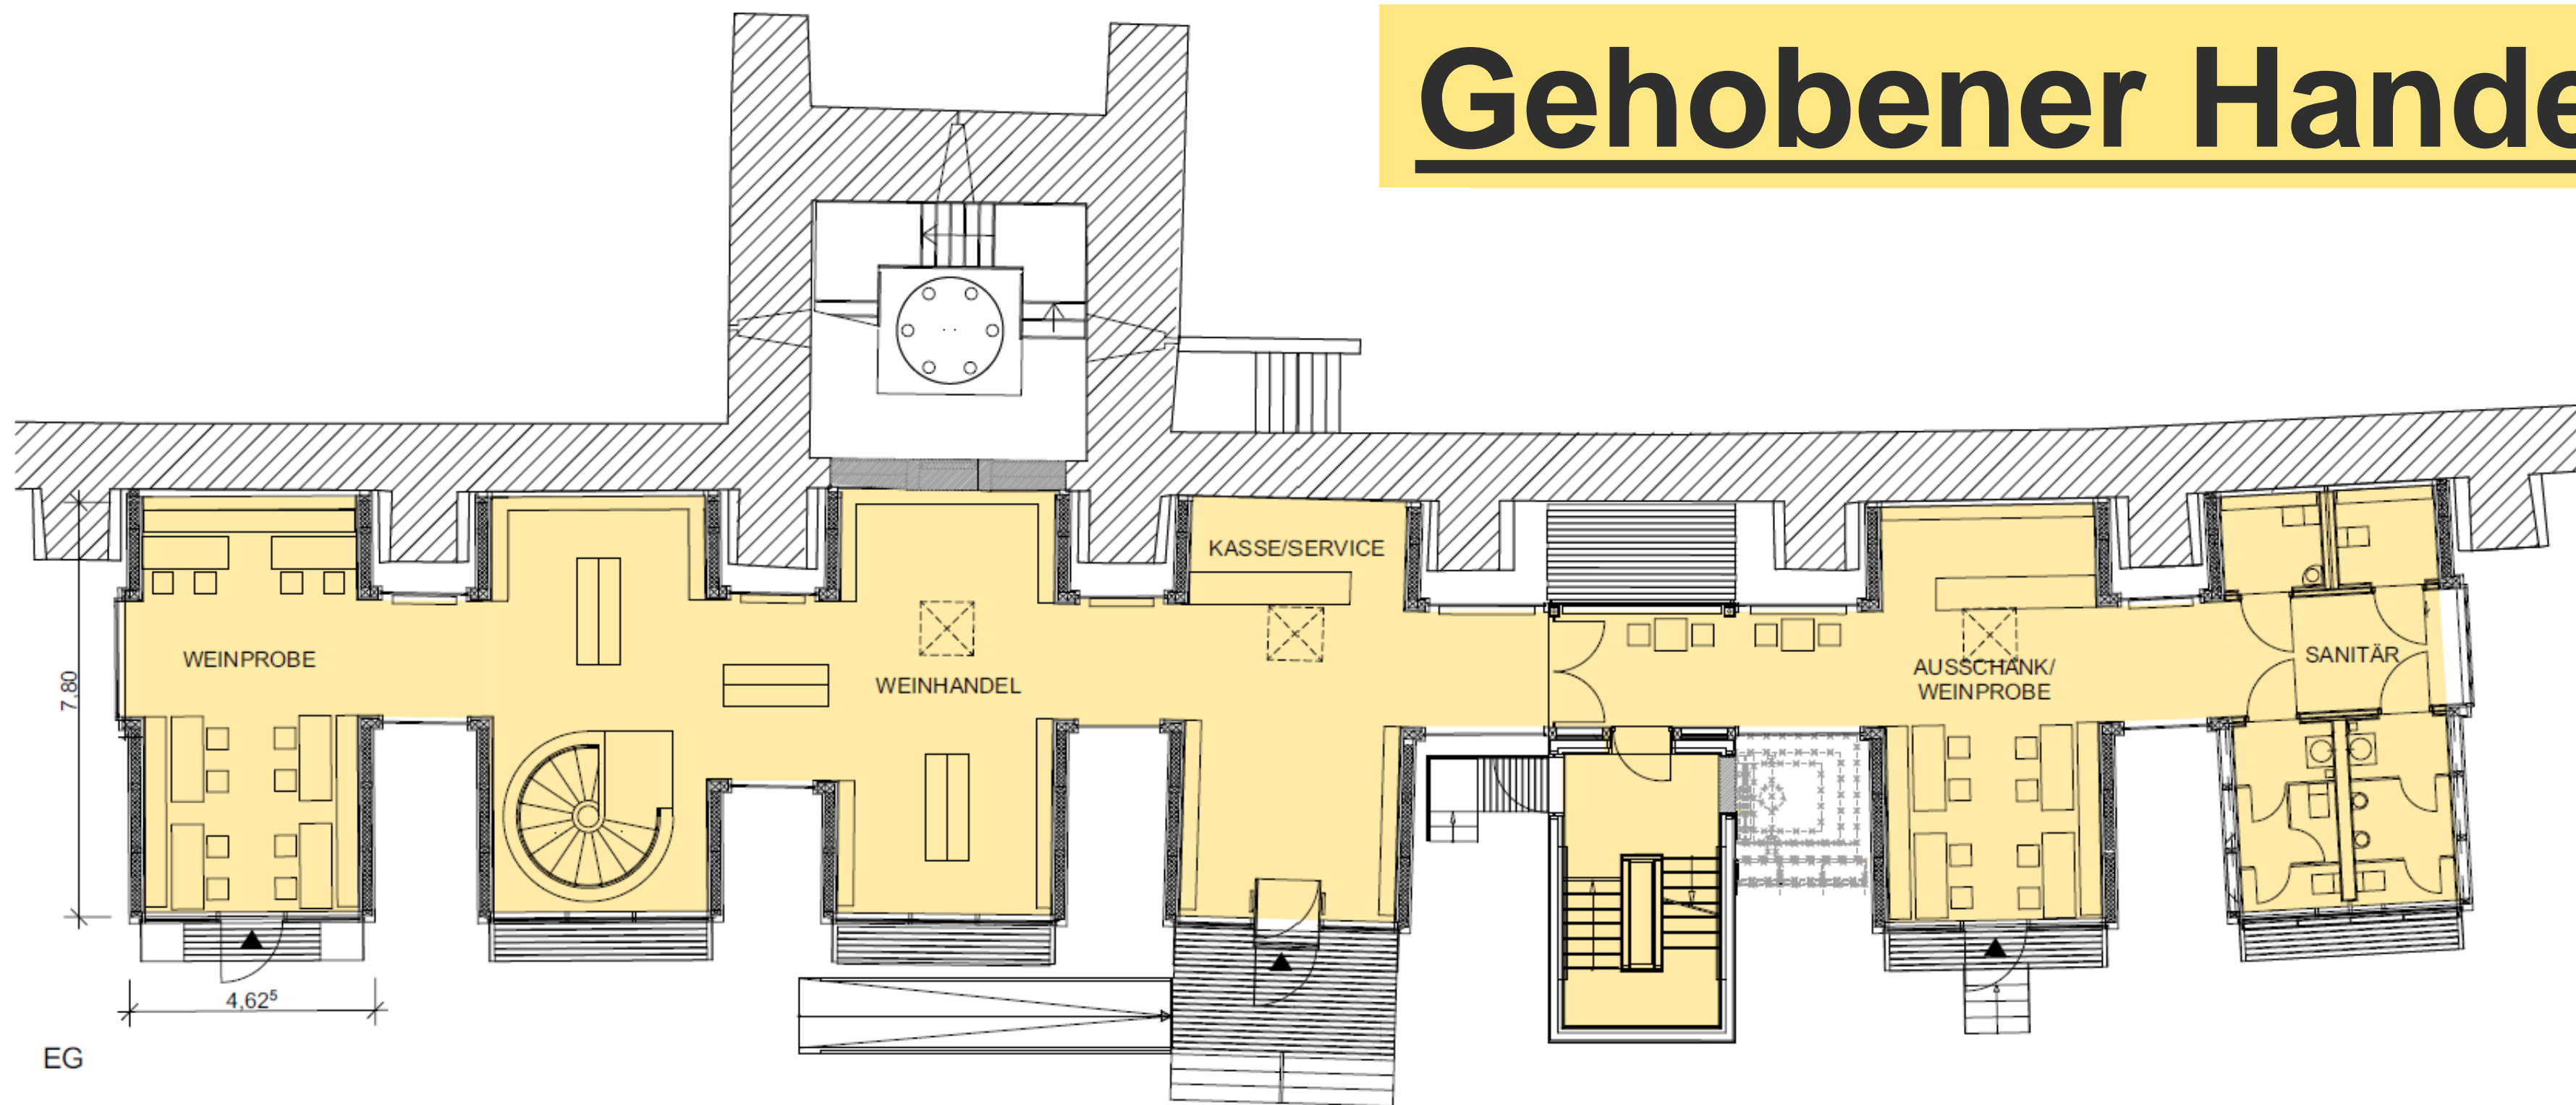 Gehobener Hande
KASSE/SERVICE
WEINPROBE
WEINHANDEL
AUSSCHANK/
WEINPROBE
SANITÄR
7,80
4,62⁵
EG